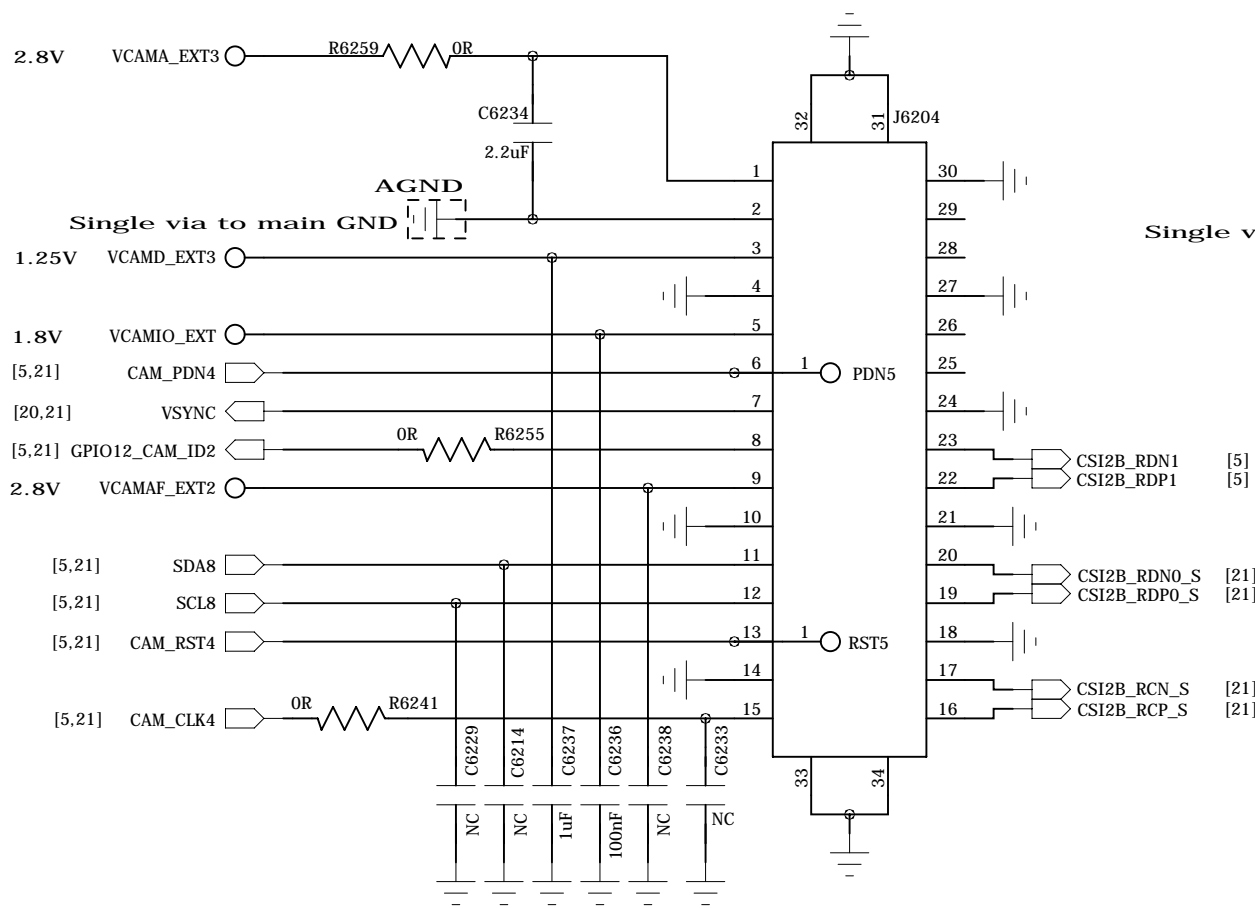 2.8V VCAMA_EXT3 R6259 0R
C6234
2.2uF
AGND
Single via to main GND
1.25V VCAMD_EXT3
1.8V VCAMIO_EXT
[5,21] CAM_PDN4
[20,21] VSYNC
[5,21] GPIO12_CAM_ID2 0R R6255
2.8V VCAMAF_EXT2
[5,21] SDA8
[5,21] SCL8
[5,21] CAM_RST4
[5,21] CAM_CLK4 0R R6241
32 31 J6204
1 30
2 29
3 28
4 27
5 26
6 1 PDN5 25
7 24
8 23
9 22
10 21
11 20
12 19
13 1 RST5 18
14 17
15 16
33 34
Single v
CSI2B_RDN1 [5]
CSI2B_RDP1 [5]
CSI2B_RDN0_S [21]
CSI2B_RDP0_S [21]
CSI2B_RCN_S [21]
CSI2B_RCP_S [21]
C6229 NC
C6214 NC
C6237 1uF
C6236 100nF
C6238 NC
C6233 NC